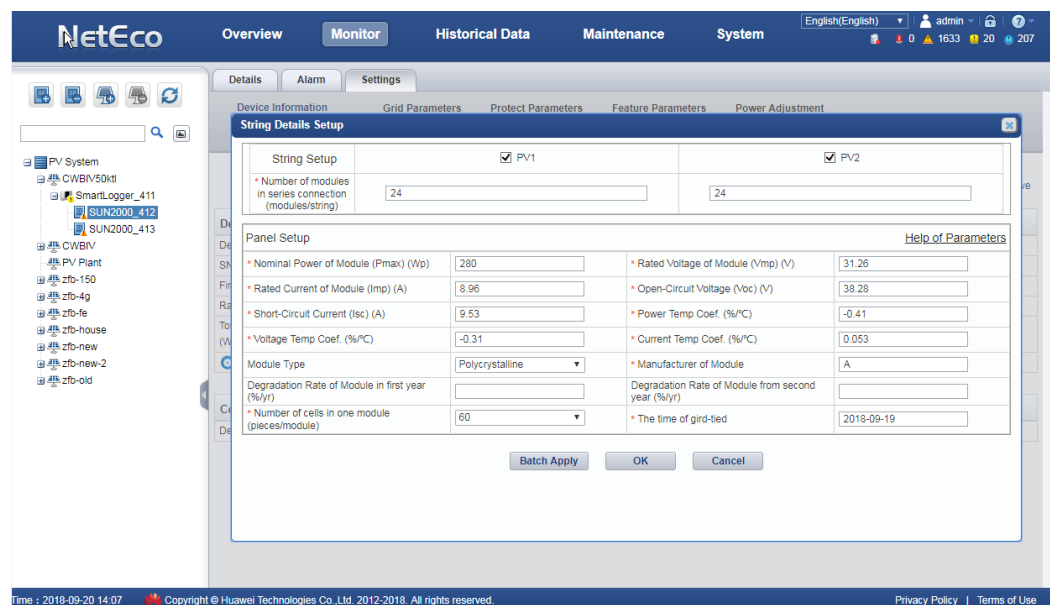 NetEco
Overview Monitor Historical Data Maintenance System
English(English) admin
0 1633 20 207
Details Alarm Settings
Device Information Grid Parameters Protect Parameters Feature Parameters Power Adjustment
String Details Setup
String Setup PV1 PV2
* Number of modules
in series connection
(modules/string)
24 24
Panel Setup Help of Parameters
* Nominal Power of Module (Pmax) (Wp) 280 * Rated Voltage of Module (Vmp) (V) 31.26
* Rated Current of Module (Imp) (A) 8.96 * Open-Circuit Voltage (Voc) (V) 38.28
* Short-Circuit Current (Isc) (A) 9.53 * Power Temp Coef. (%/℃) -0.41
* Voltage Temp Coef. (%/℃) -0.31 * Current Temp Coef. (%/℃) 0.053
Module Type Polycrystalline * Manufacturer of Module A
Degradation Rate of Module in first year
(%/yr)
Degradation Rate of Module from second
year (%/yr)
* Number of cells in one module
(pieces/module)
60 * The time of gird-tied 2018-09-19
Batch Apply OK Cancel
PV System
CWBIV50ktl
SmartLogger_411
SUN2000_412
SUN2000_413
CWBIV
PV Plant
zfb-150
zfb-4g
zfb-fe
zfb-house
zfb-new
zfb-new-2
zfb-old
Time : 2018-09-20 14:07 Copyright © Huawei Technologies Co.,Ltd. 2012-2018. All rights reserved. Privacy Policy | Terms of Use